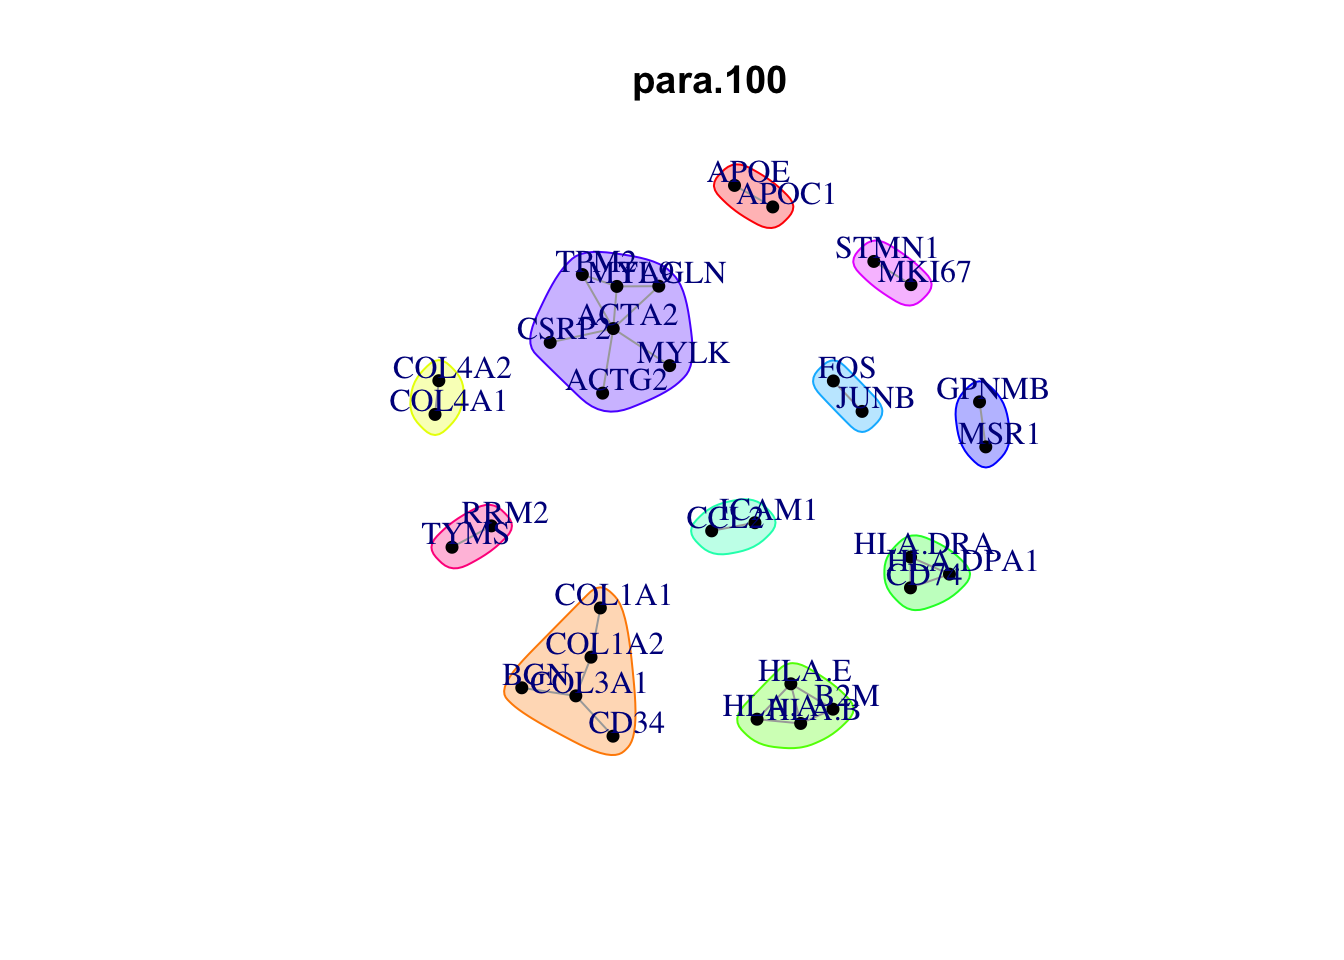 para.100
APOE
APOC1
STMN1
MKI67
TPM2
MYL9
TAGLN
ACTA2
CSRP2
MYLK
ACTG2
COL4A2
COL4A1
FOS
JUNB
GPNMB
MSR1
RRM2
TYMS
ICAM1
CCL2
HLA.DRA
HLA.DPA1
CD74
COL1A1
COL1A2
BGN
COL3A1
CD34
HLA.E
B2M
HLA.A
HLA.B